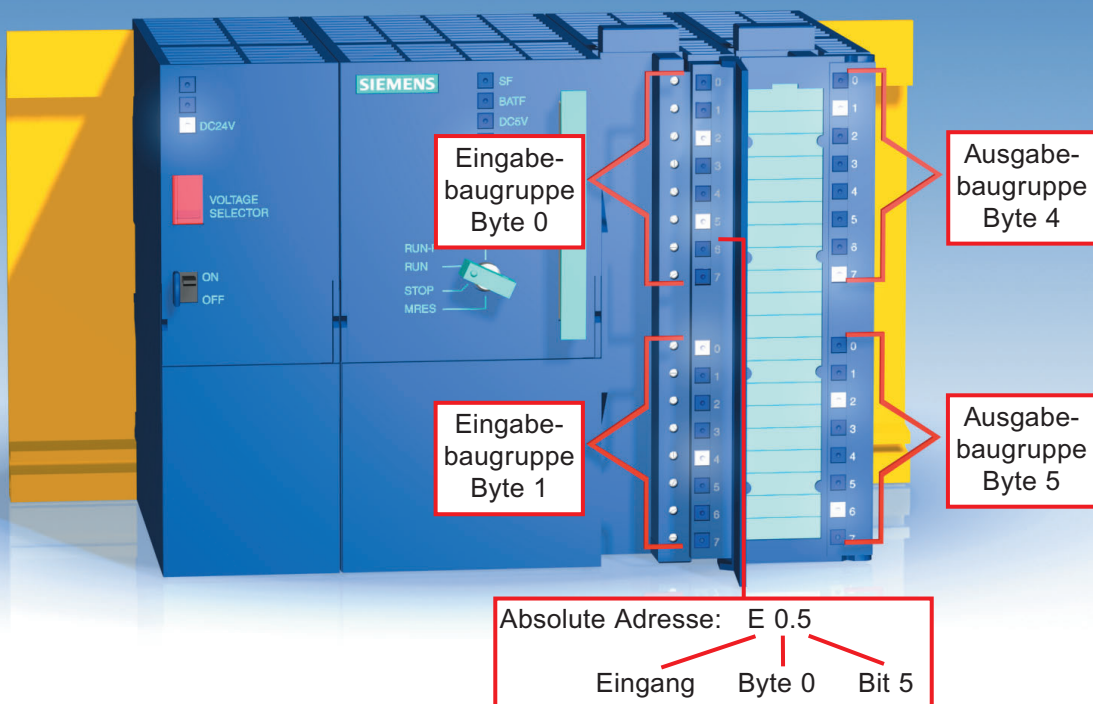 SIEMENS
SF
BATF
DC5V
DC24V
VOLTAGE
SELECTOR
ON
OFF
RUN
STOP
MRES
Eingabe-
baugruppe
Byte 0
0
1
2
3
4
5
6
7
Ausgabe-
baugruppe
Byte 4
0
1
2
3
4
5
6
7
Eingabe-
baugruppe
Byte 1
0
1
2
3
4
5
6
7
Ausgabe-
baugruppe
Byte 5
0
1
2
3
4
5
6
7
Absolute Adresse: E 0.5
Eingang Byte 0 Bit 5